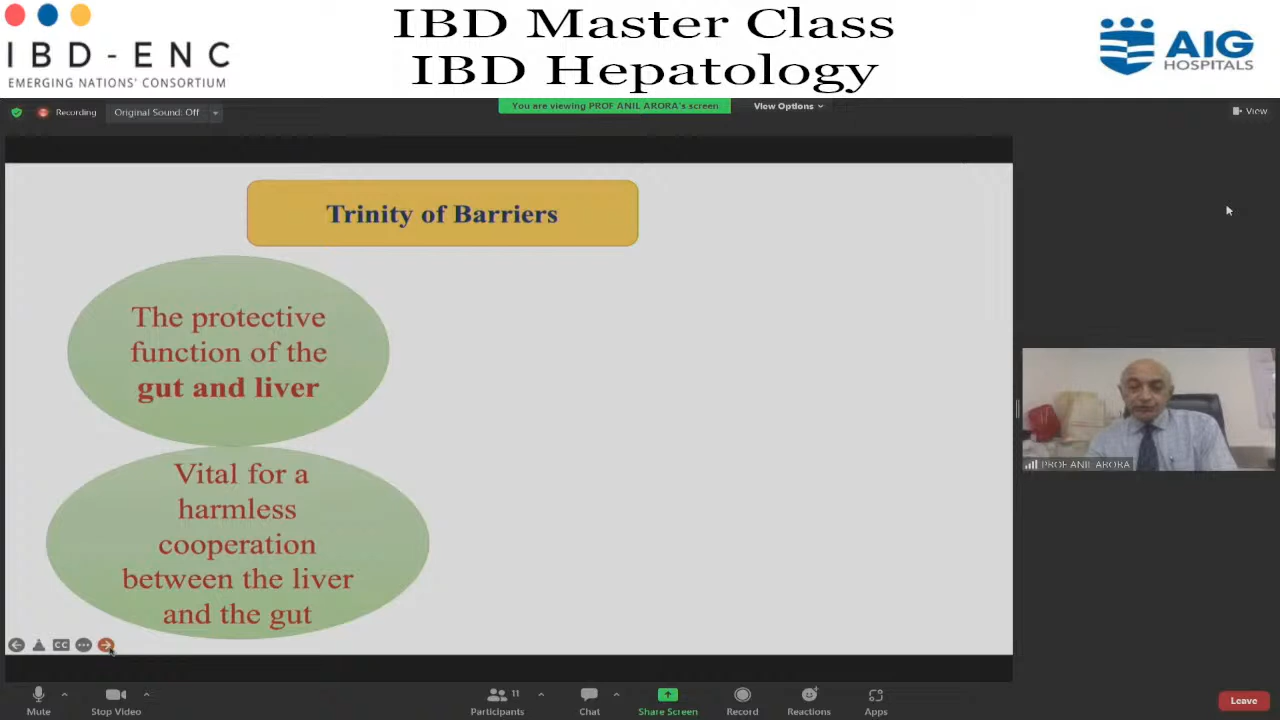 IBD-ENC
EMERGING NATIONS' CONSORTIUM
IBD Master Class
IBD Hepatology
AIG
HOSPITALS
Recording
Original Sound: Off
You are viewing PROF ANIL ARORA's screen
View Options
View
Trinity of Barriers
The protective
function of the
gut and liver
Vital for a
harmless
cooperation
between the liver
and the gut
CC
PROF ANIL ARORA
Mute
Stop Video
Participants
11
Chat
Share Screen
Record
Reactions
Apps
Leave